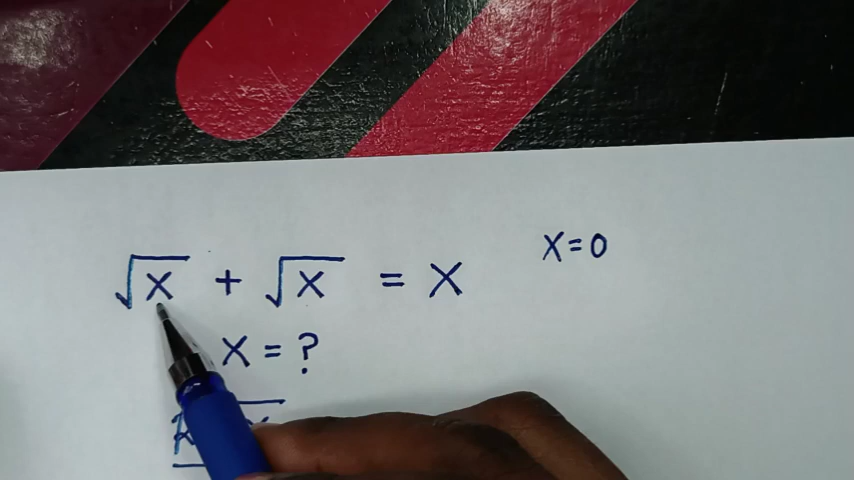 √x + √x = x
x = 0
x = ?